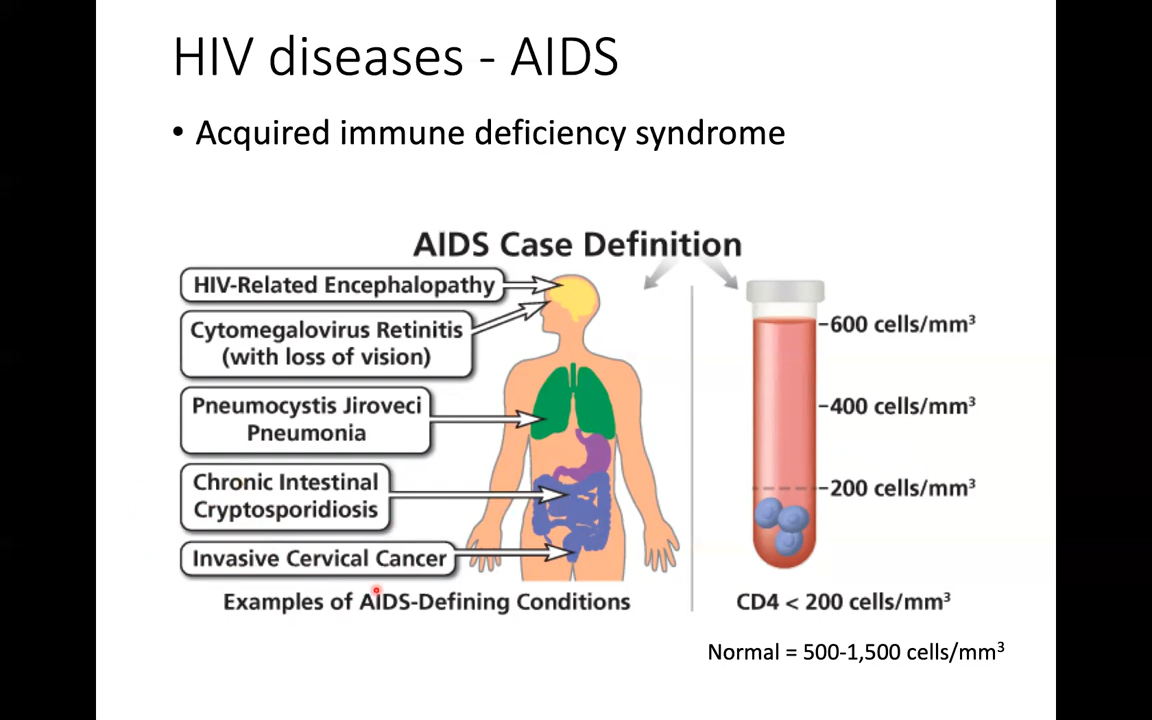 HIV diseases - AIDS
• Acquired immune deficiency syndrome
AIDS Case Definition
HIV-Related Encephalopathy
Cytomegalovirus Retinitis
(with loss of vision)
Pneumocystis Jiroveci
Pneumonia
Chronic Intestinal
Cryptosporidiosis
Invasive Cervical Cancer
Examples of AIDS-Defining Conditions
600 cells/mm³
400 cells/mm³
200 cells/mm³
CD4 < 200 cells/mm³
Normal = 500-1,500 cells/mm³